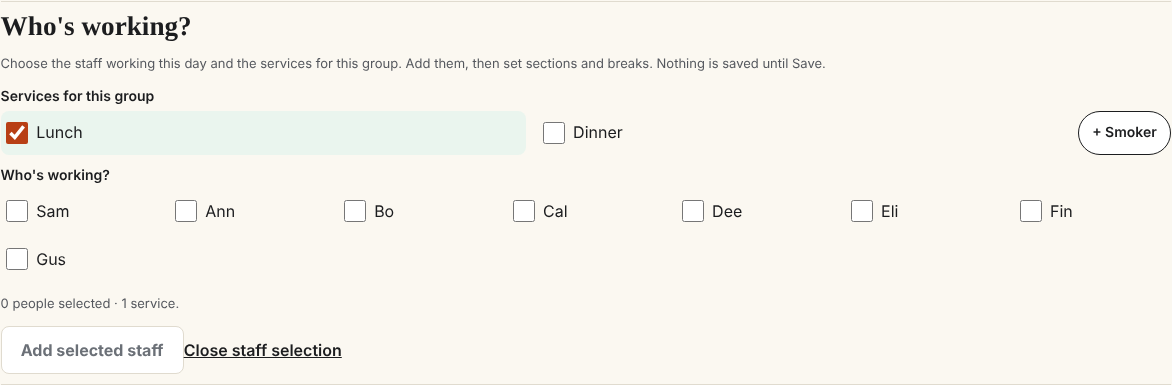 Who's working?
Choose the staff working this day and the services for this group. Add them, then set sections and breaks. Nothing is saved until Save.
Services for this group
Lunch Dinner + Smoker
Who's working?
Sam Ann Bo Cal Dee Eli Fin
Gus
0 people selected · 1 service.
Add selected staff Close staff selection